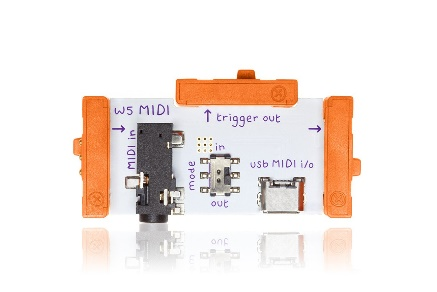 w5 MIDI
trigger out
MIDI in
mode
in
out
usb MIDI i/o